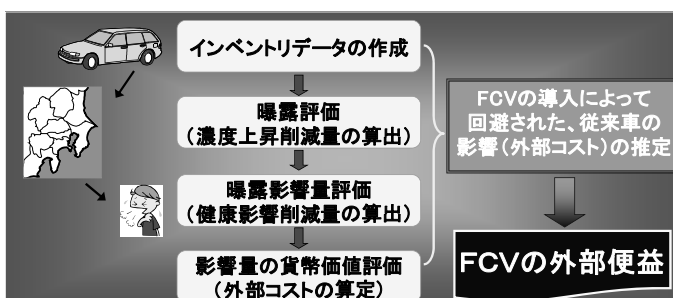 インベントリデータの作成
曝露評価
(濃度上昇削減量の算出)
曝露影響量評価
(健康影響削減量の算出)
影響量の貨幣価値評価
(外部コストの算定)
FCVの導入によって
回避された、従来車の
影響(外部コスト)の推定
FCVの外部便益